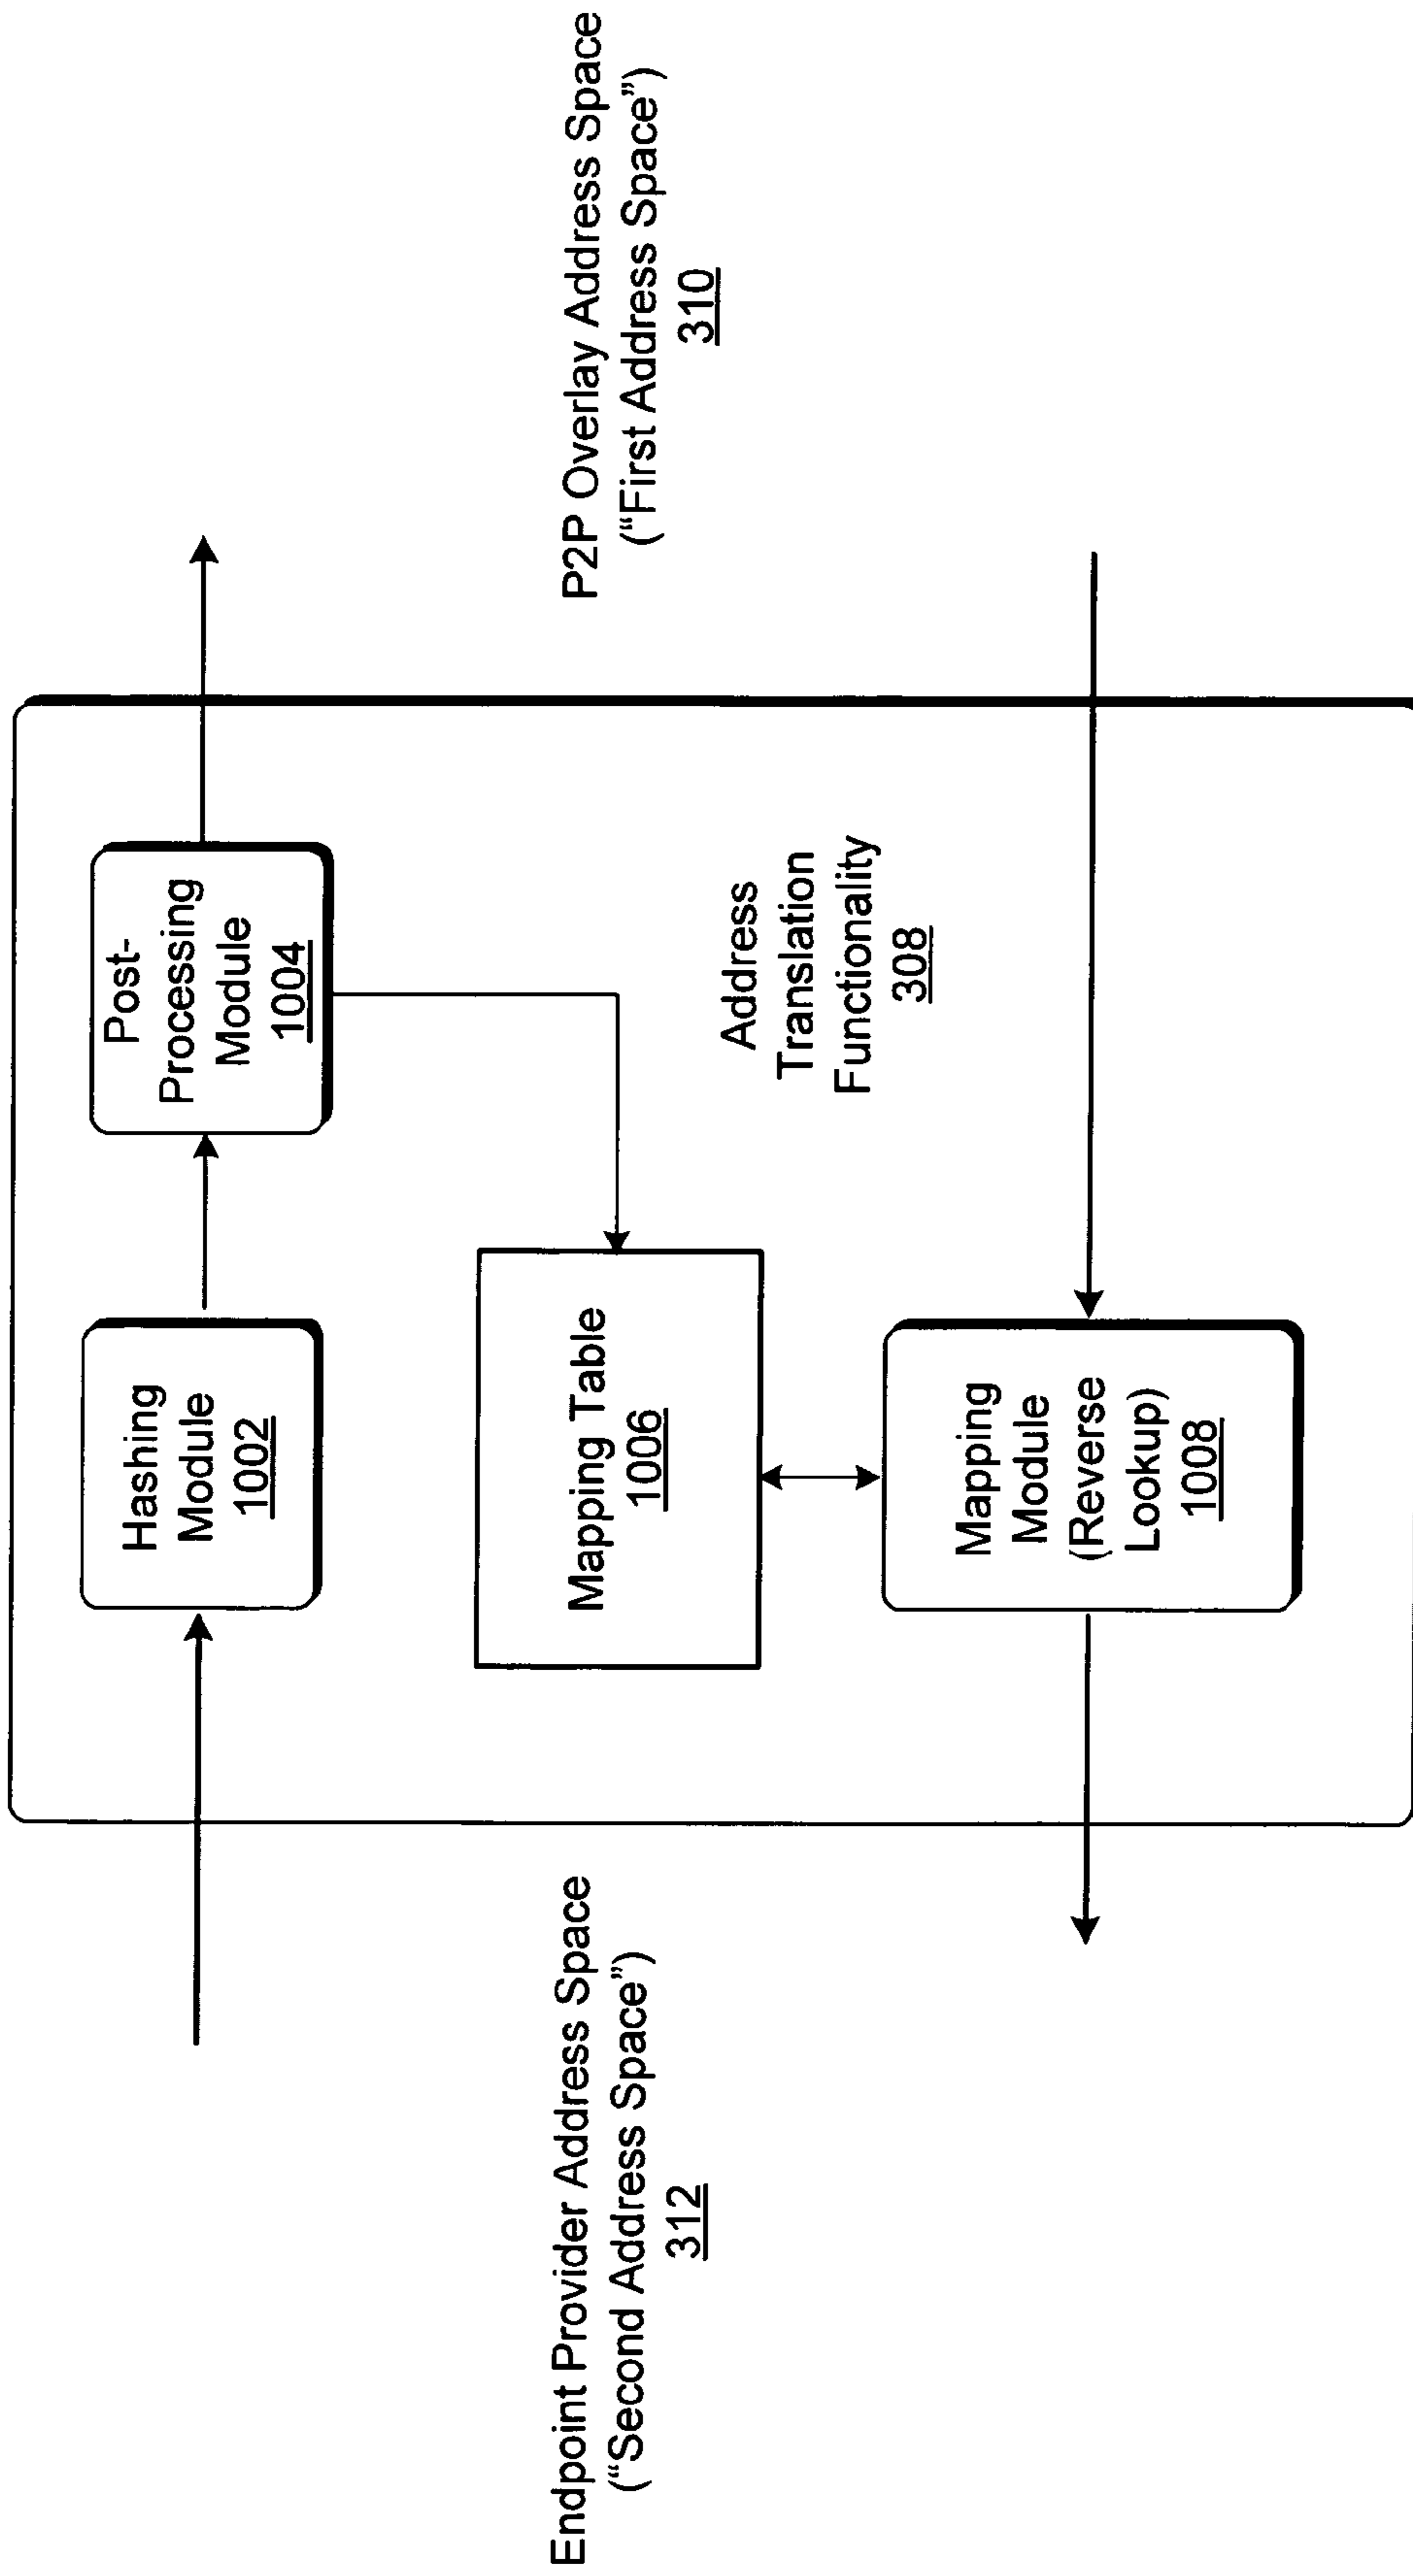 Endpoint Provider Address Space
(“Second Address Space”)
312
Hashing
Module
1002
Post-
Processing
Module
1004
Mapping Table
1006
Address
Translation
Functionality
308
Mapping
Module
(Reverse
Lookup)
1008
P2P Overlay Address Space
(“First Address Space”)
310